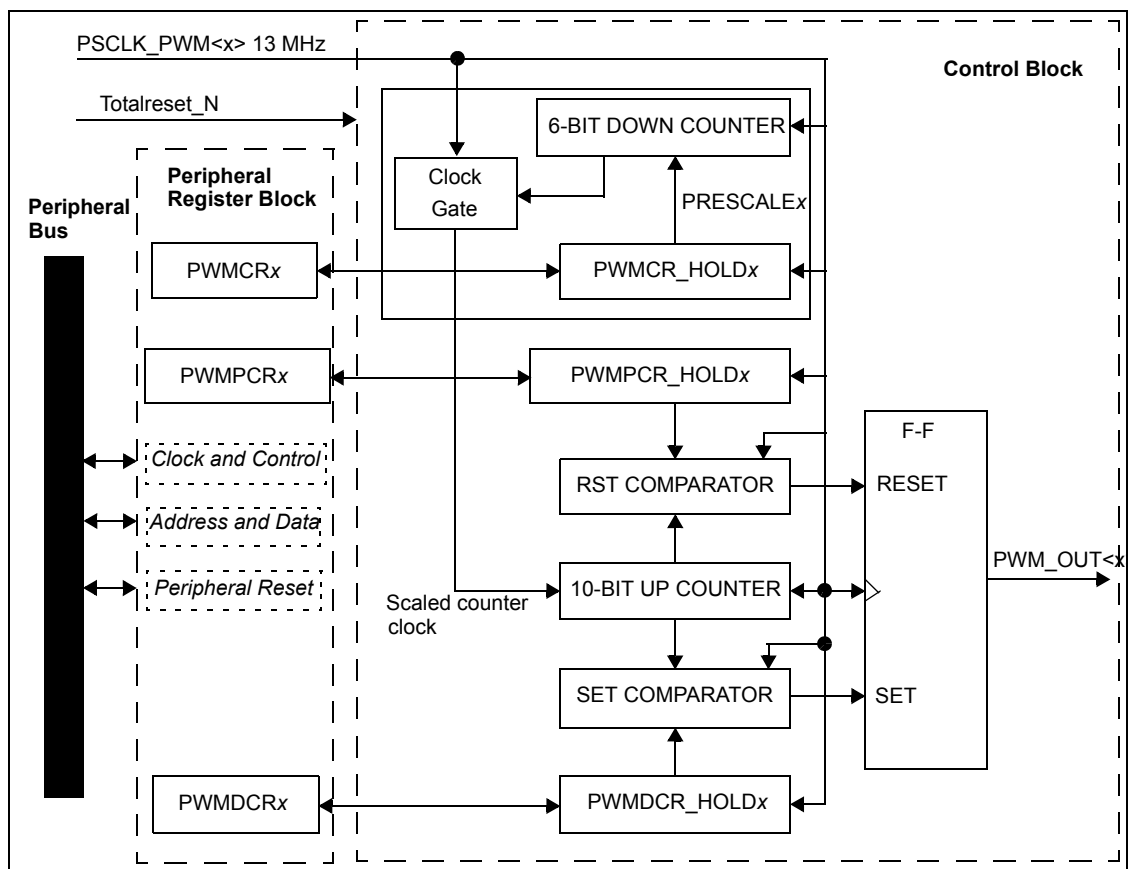 PSCLK_PWM<x> 13 MHz
Control Block
Totalreset_N
6-BIT DOWN COUNTER
Peripheral
Register Block
Clock
Gate
PRESCALEx
Peripheral
Bus
PWMCRx
PWMCR_HOLDx
PWMPCRx
PWMPCR_HOLDx
F-F
Clock and Control
RST COMPARATOR
RESET
Address and Data
PWM_OUT<x
Peripheral Reset
10-BIT UP COUNTER
Scaled counter
clock
SET COMPARATOR
SET
PWMDCRx
PWMDCR_HOLDx